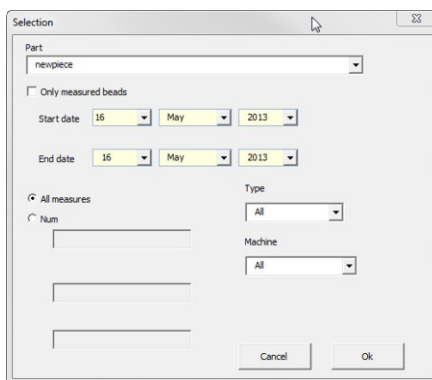 Selection
Part
newpiece
Only measured beads
Start date 16 May 2013
End date 16 May 2013
All measures
Type
Num
All
Machine
All
Cancel Ok